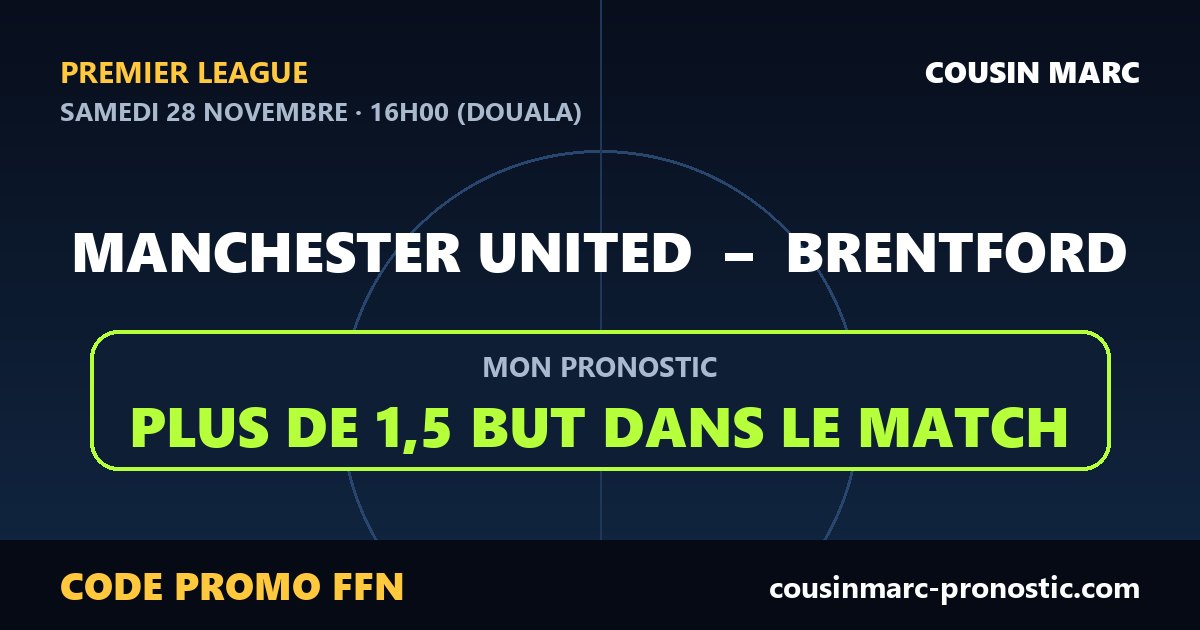 PREMIER LEAGUE
COUSIN MARC
SAMEDI 28 NOVEMBRE · 16H00 (DOUALA)
MANCHESTER UNITED – BRENTFORD
MON PRONOSTIC
PLUS DE 1,5 BUT DANS LE MATCH
CODE PROMO FFN
cousinmarc-pronostic.com